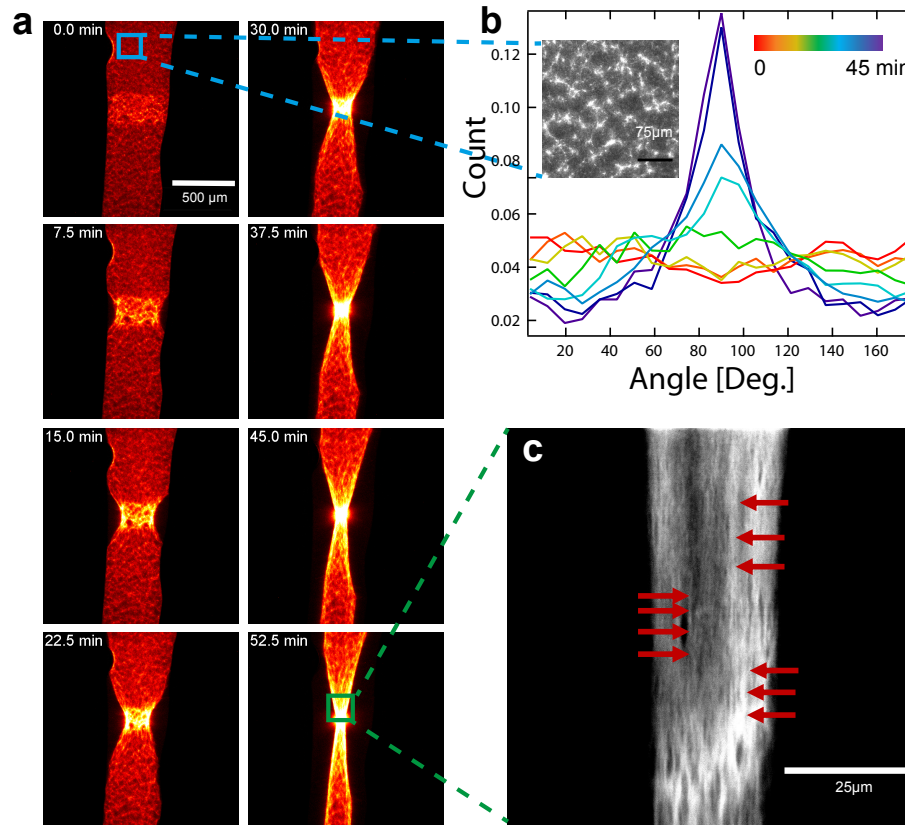 a
0.0 min
500 µm
30.0 min
7.5 min
37.5 min
15.0 min
45.0 min
22.5 min
52.5 min
b
0.12
0.10
0.08
0.06
0.04
0.02
Count
75µm
0
45 min
20
40
60
80
100
120
140
160
Angle [Deg.]
c
25µm